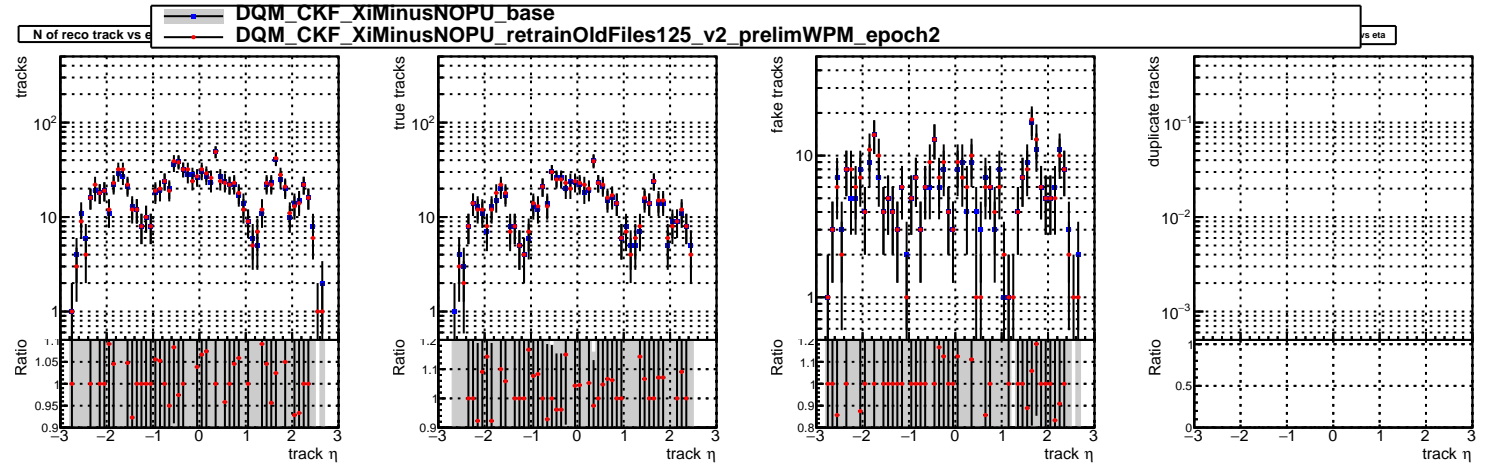 DQM_CKF_XiMinusNOPU_base
DQM_CKF_XiMinusNOPU_retrainOldFiles125_v2_prelimWPM_epoch2
N of reco track vs e
vs eta
tracks
10²
10
1
Ratio
1.1
1.05
1
0.95
0.9
−3 −2 −1 0 1 2 3
track η
true tracks
10²
10
1
Ratio
1.2
1.1
1
0.9
−3 −2 −1 0 1 2 3
track η
fake tracks
10
1
Ratio
1.2
1.1
1
0.9
0.8
−3 −2 −1 0 1 2 3
track η
duplicate tracks
10⁻¹
10⁻²
10⁻³
Ratio
1
0.5
0
−3 −2 −1 0 1 2 3
track η